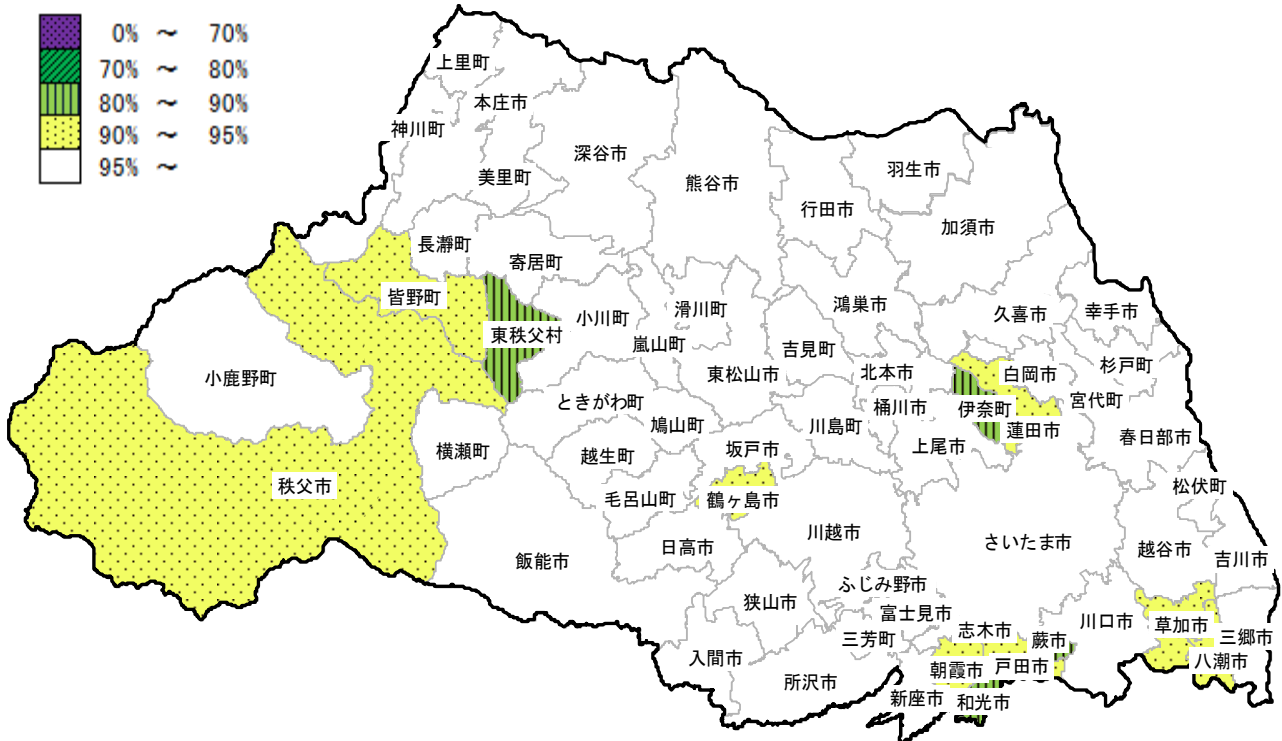 0% ～ 70%
70% ～ 80%
80% ～ 90%
90% ～ 95%
95% ～
上里町
本庄市
神川町
深谷市
美里町
熊谷市
羽生市
行田市
加須市
長瀞町
寄居町
皆野町
東秩父村
小川町
滑川町
嵐山町
吉見町
鴻巣市
久喜市
幸手市
小鹿野町
東松山市
北本市
白岡市
杉戸町
ときがわ町
桶川市
伊奈町
宮代町
鳩山町
川島町
蓮田市
春日部市
横瀬町
越生町
坂戸市
上尾市
秩父市
毛呂山町
鶴ヶ島市
松伏町
川越市
さいたま市
飯能市
日高市
越谷市
吉川市
ふじみ野市
狭山市
富士見市
志木市
川口市
草加市
三郷市
三芳町
蕨市
入間市
朝霞市
戸田市
八潮市
所沢市
新座市
和光市